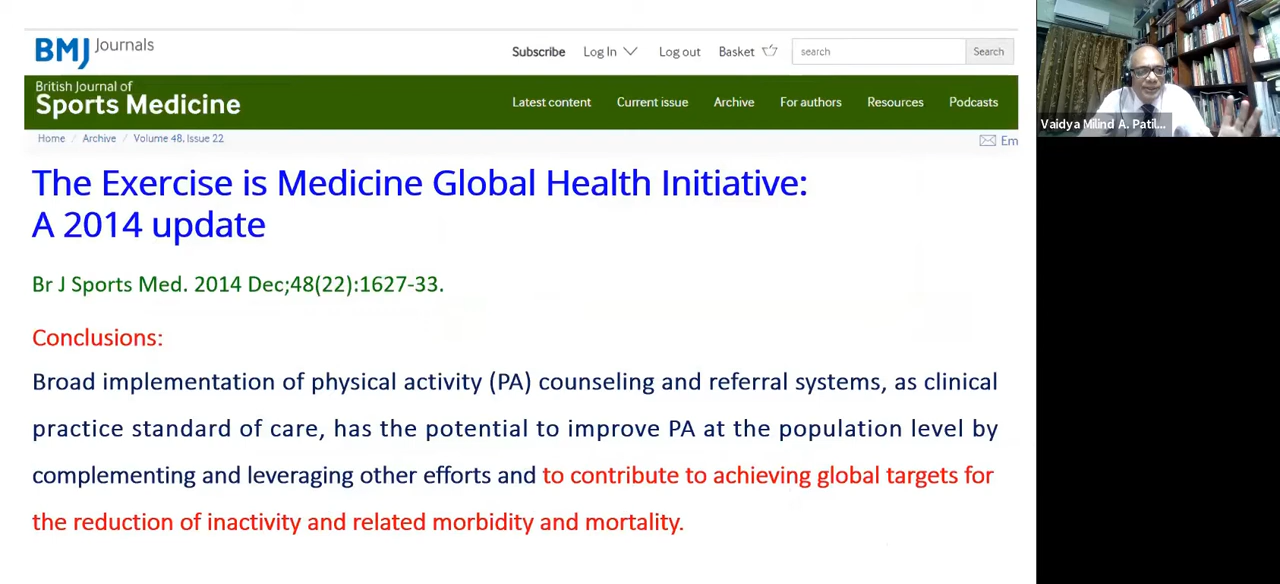 BMJ Journals
Subscribe Log In Log out Basket search Search
British Journal of
Sports Medicine
Latest content Current issue Archive For authors Resources Podcasts
Home / Archive / Volume 48, Issue 22
Em
The Exercise is Medicine Global Health Initiative:
A 2014 update
Br J Sports Med. 2014 Dec;48(22):1627-33.
Conclusions:
Broad implementation of physical activity (PA) counseling and referral systems, as clinical
practice standard of care, has the potential to improve PA at the population level by
complementing and leveraging other efforts and to contribute to achieving global targets for
the reduction of inactivity and related morbidity and mortality.
Vaidya Milind A. Patil...